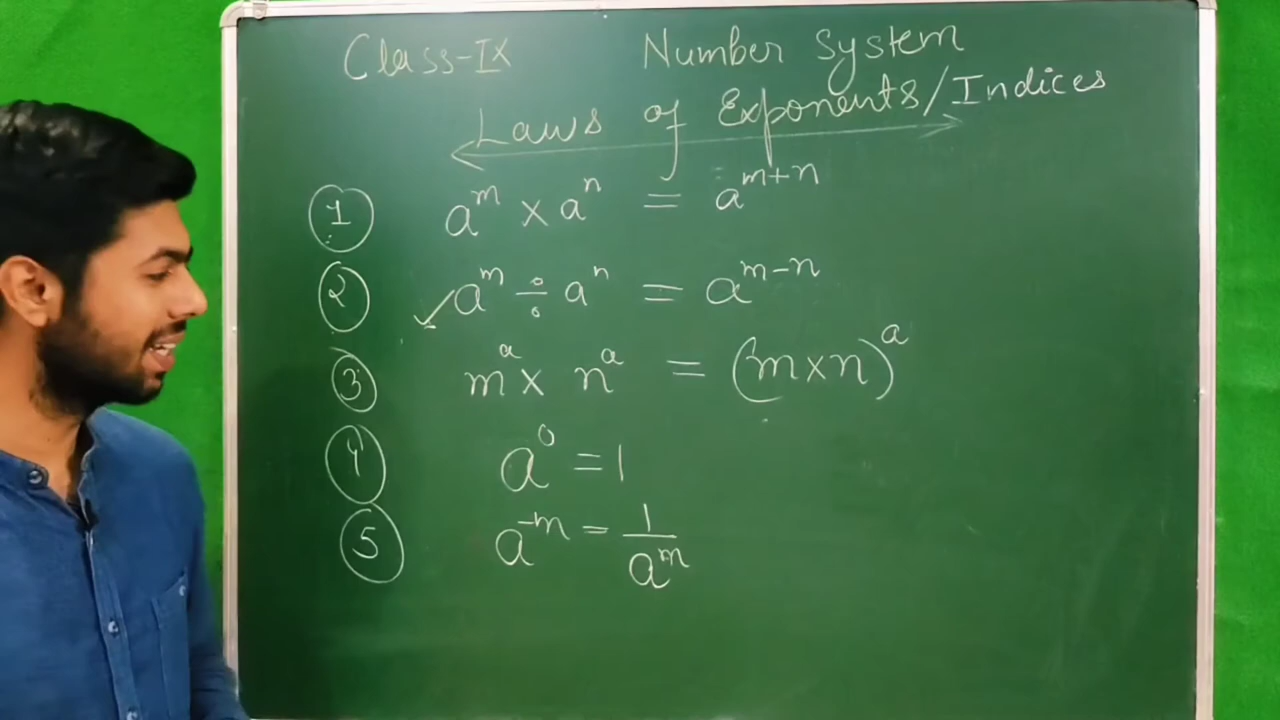 Class-IX Number System
Laws of Exponents/Indices
① aᵐ × aⁿ = aᵐ⁺ⁿ
② ✓aᵐ ÷ aⁿ = aᵐ⁻ⁿ
③ mᵃ × nᵃ = (m×n)ᵃ
④ a⁰ = 1
⑤ a⁻ᵐ = 1/aᵐ